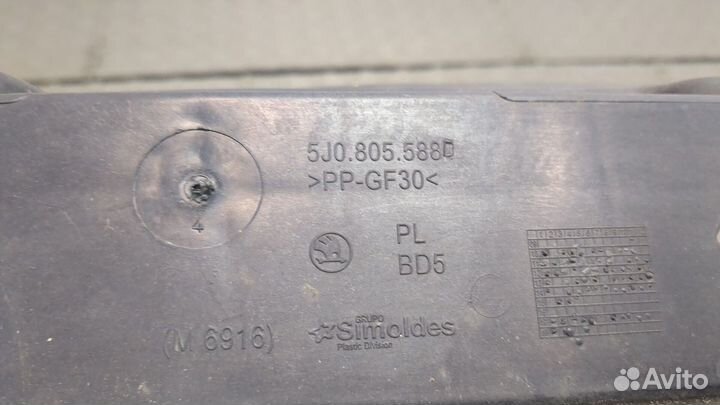 5J0.805.588D
>PP-GF30<
4
PL
BD5
(M 6916)
GRUPO
Simoldes
Plastic Division
Avito